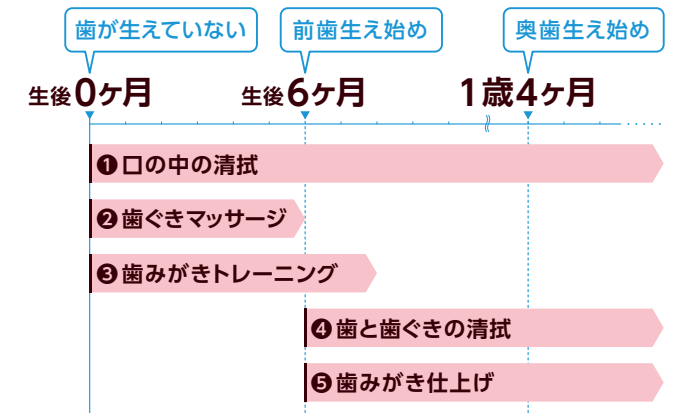 歯が生えていない
前歯生え始め
奥歯生え始め
生後0ヶ月
生後6ヶ月
1歳4ヶ月
❶口の中の清拭
❷歯ぐきマッサージ
❸歯みがきトレーニング
❹歯と歯ぐきの清拭
❺歯みがき仕上げ